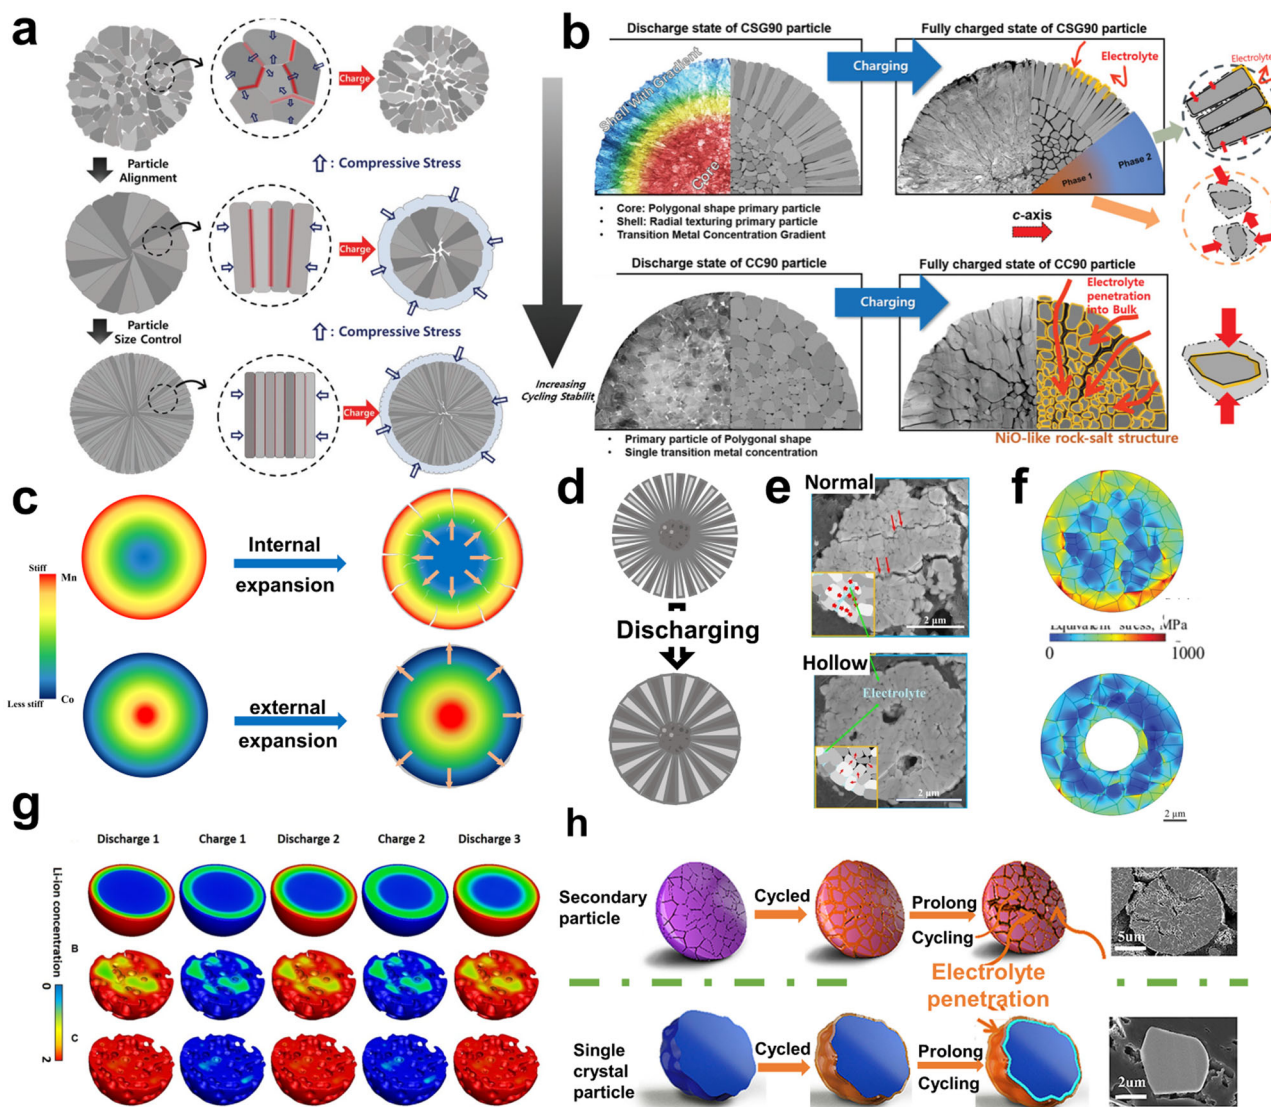 a
Charge
Particle
Alignment
: Compressive Stress
Charge
Particle
Size Control
: Compressive Stress
Charge
Increasing
Cycling Stabilit
b
Discharge state of CSG90 particle
Fully charged state of CSG90 particle
Shell With Gradient
Core
Charging
Electrolyte
Electrolyte
Phase 1
Phase 2
• Core: Polygonal shape primary particle
• Shell: Radial texturing primary particle
• Transition Metal Concentration Gradient
c-axis
Discharge state of CC90 particle
Fully charged state of CC90 particle
Charging
Electrolyte
penetration
into Bulk
• Primary particle of Polygonal shape
• Single transition metal concentration
NiO-like rock-salt structure
c
Stiff
Mn
Less stiff
Co
Internal
expansion
external
expansion
d
Discharging
e
Normal
2 μm
Hollow
Electrolyte
2 μm
f
Equivalent stress, MPa
0
1000
2 μm
g
Discharge 1
Charge 1
Discharge 2
Charge 2
Discharge 3
Li-ion concentration
0
2
B
C
h
Secondary
particle
Cycled
Prolong
Cycling
5um
Electrolyte
penetration
Single
crystal
particle
Cycled
Prolong
Cycling
2um